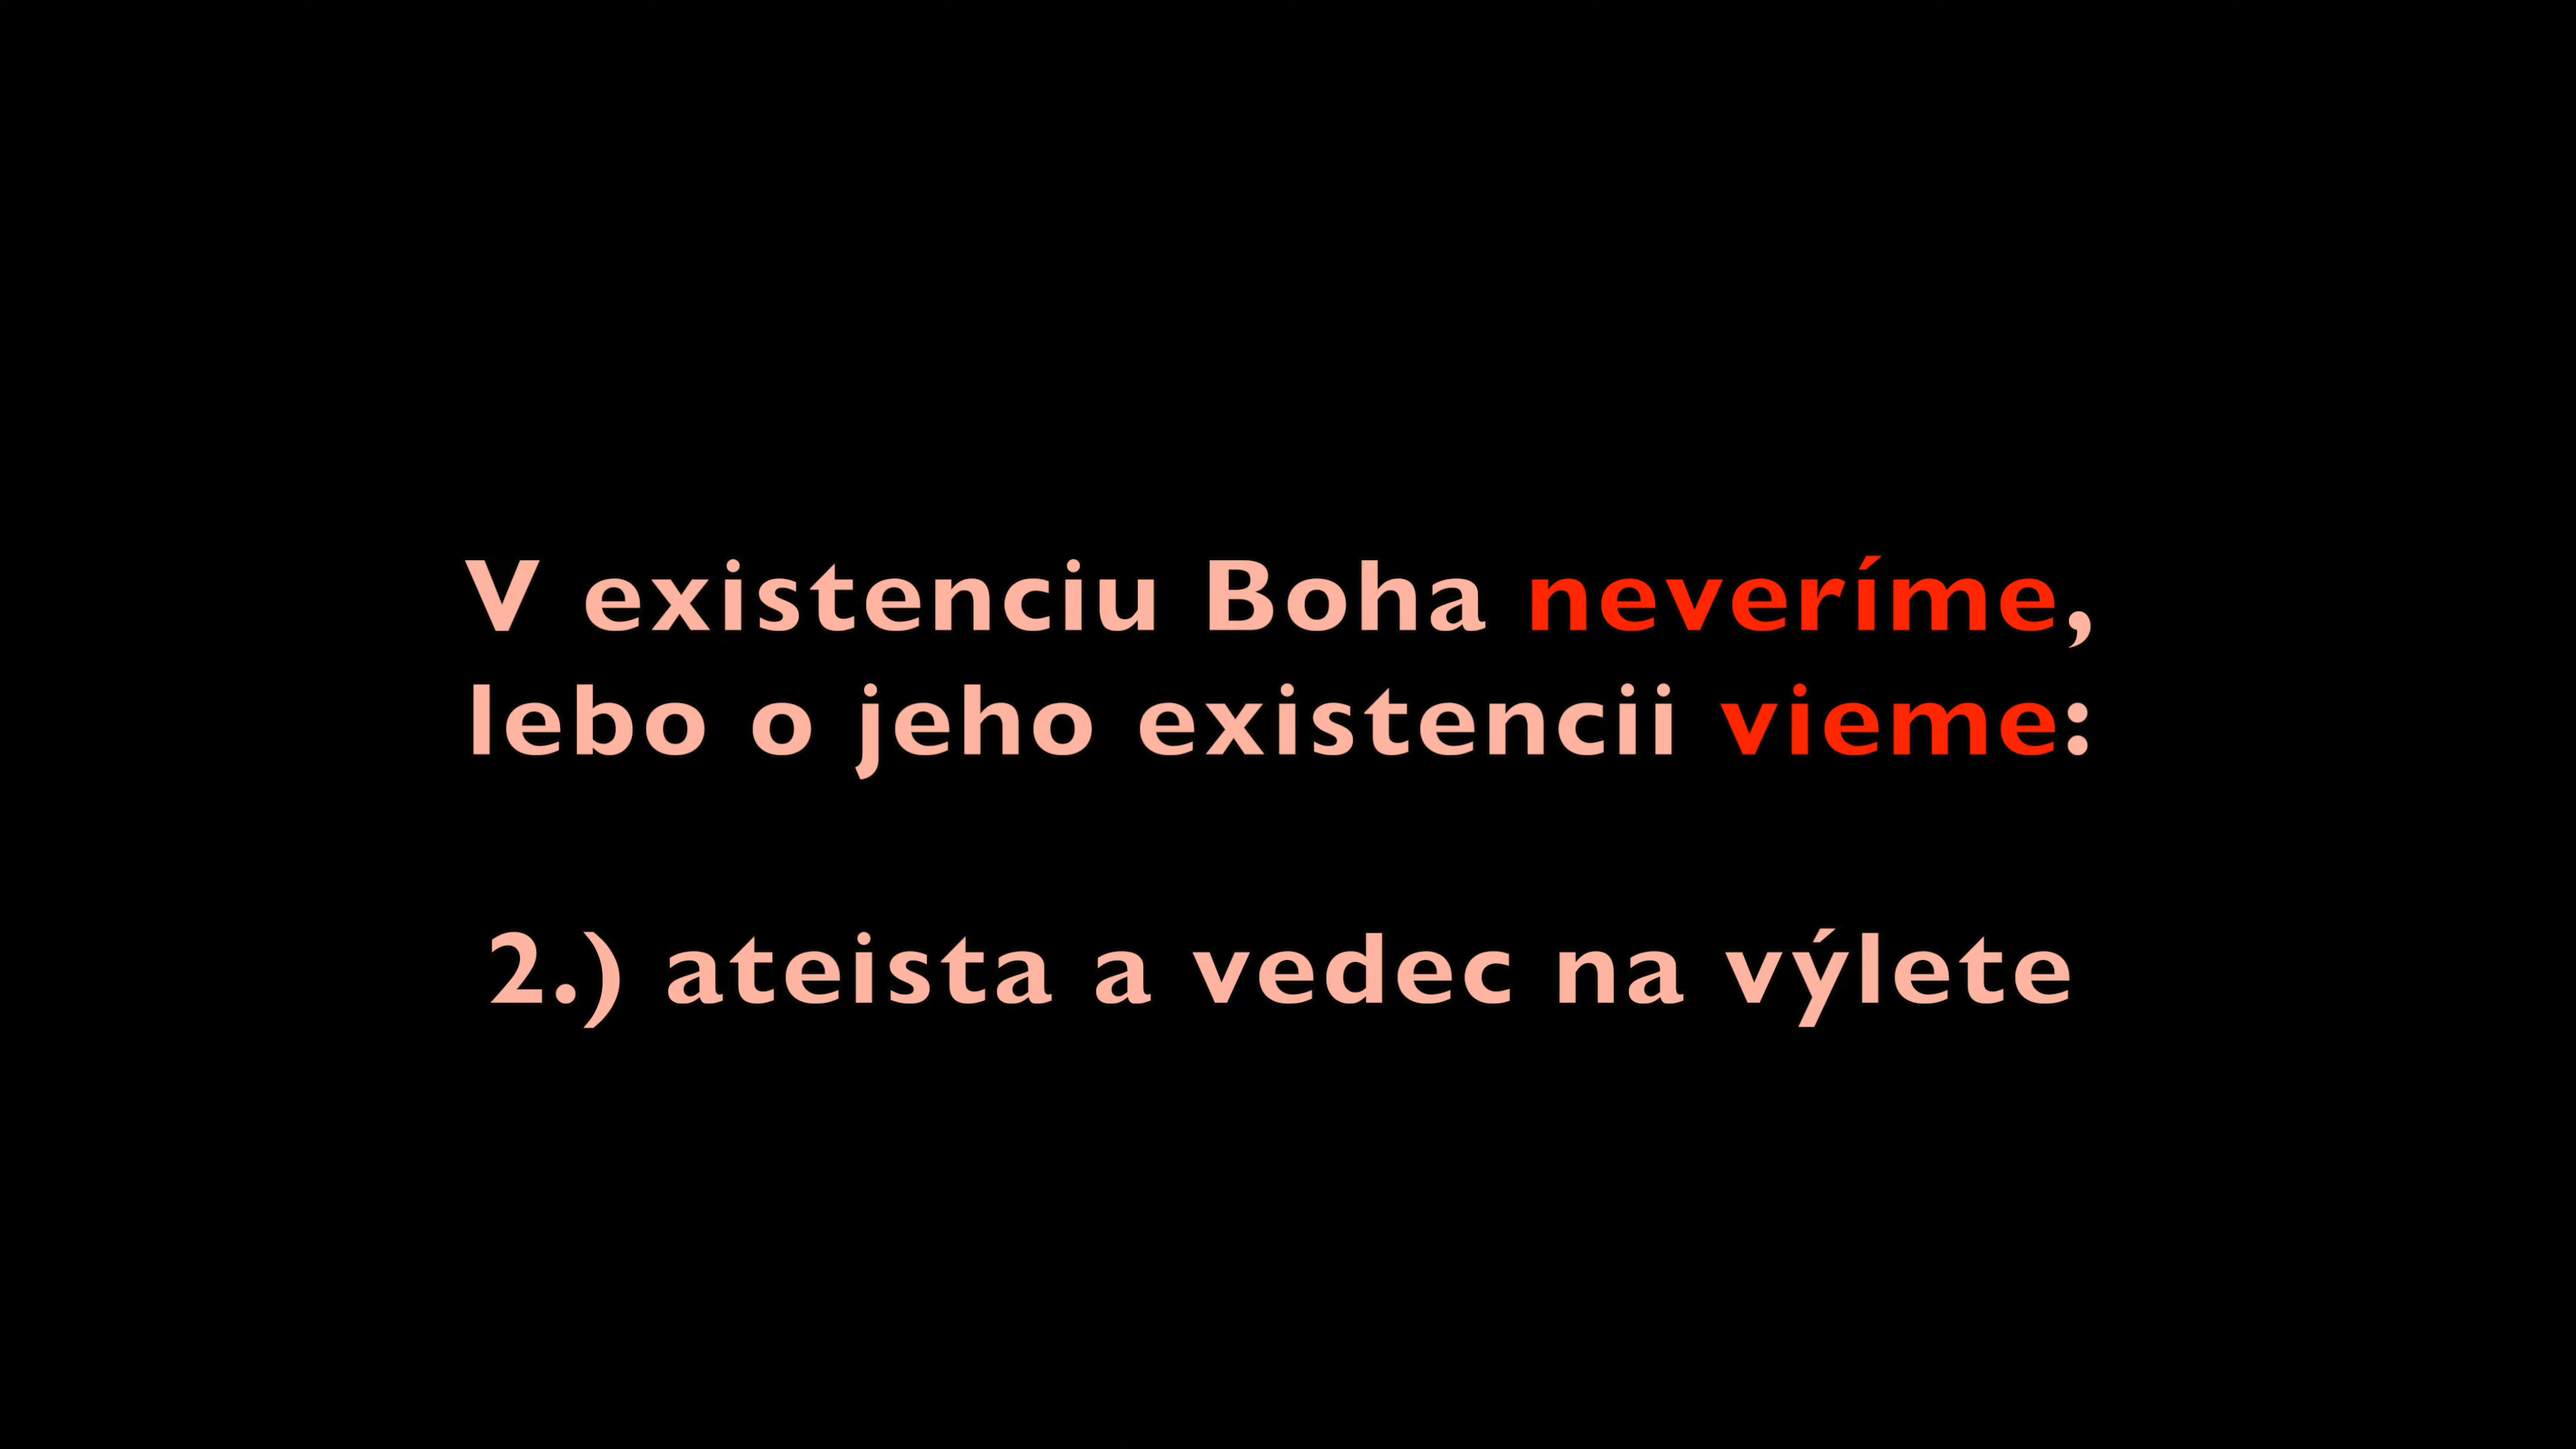 V existenciu Boha neveríme,
lebo o jeho existencii vieme:
2.) ateista a vedec na výlete